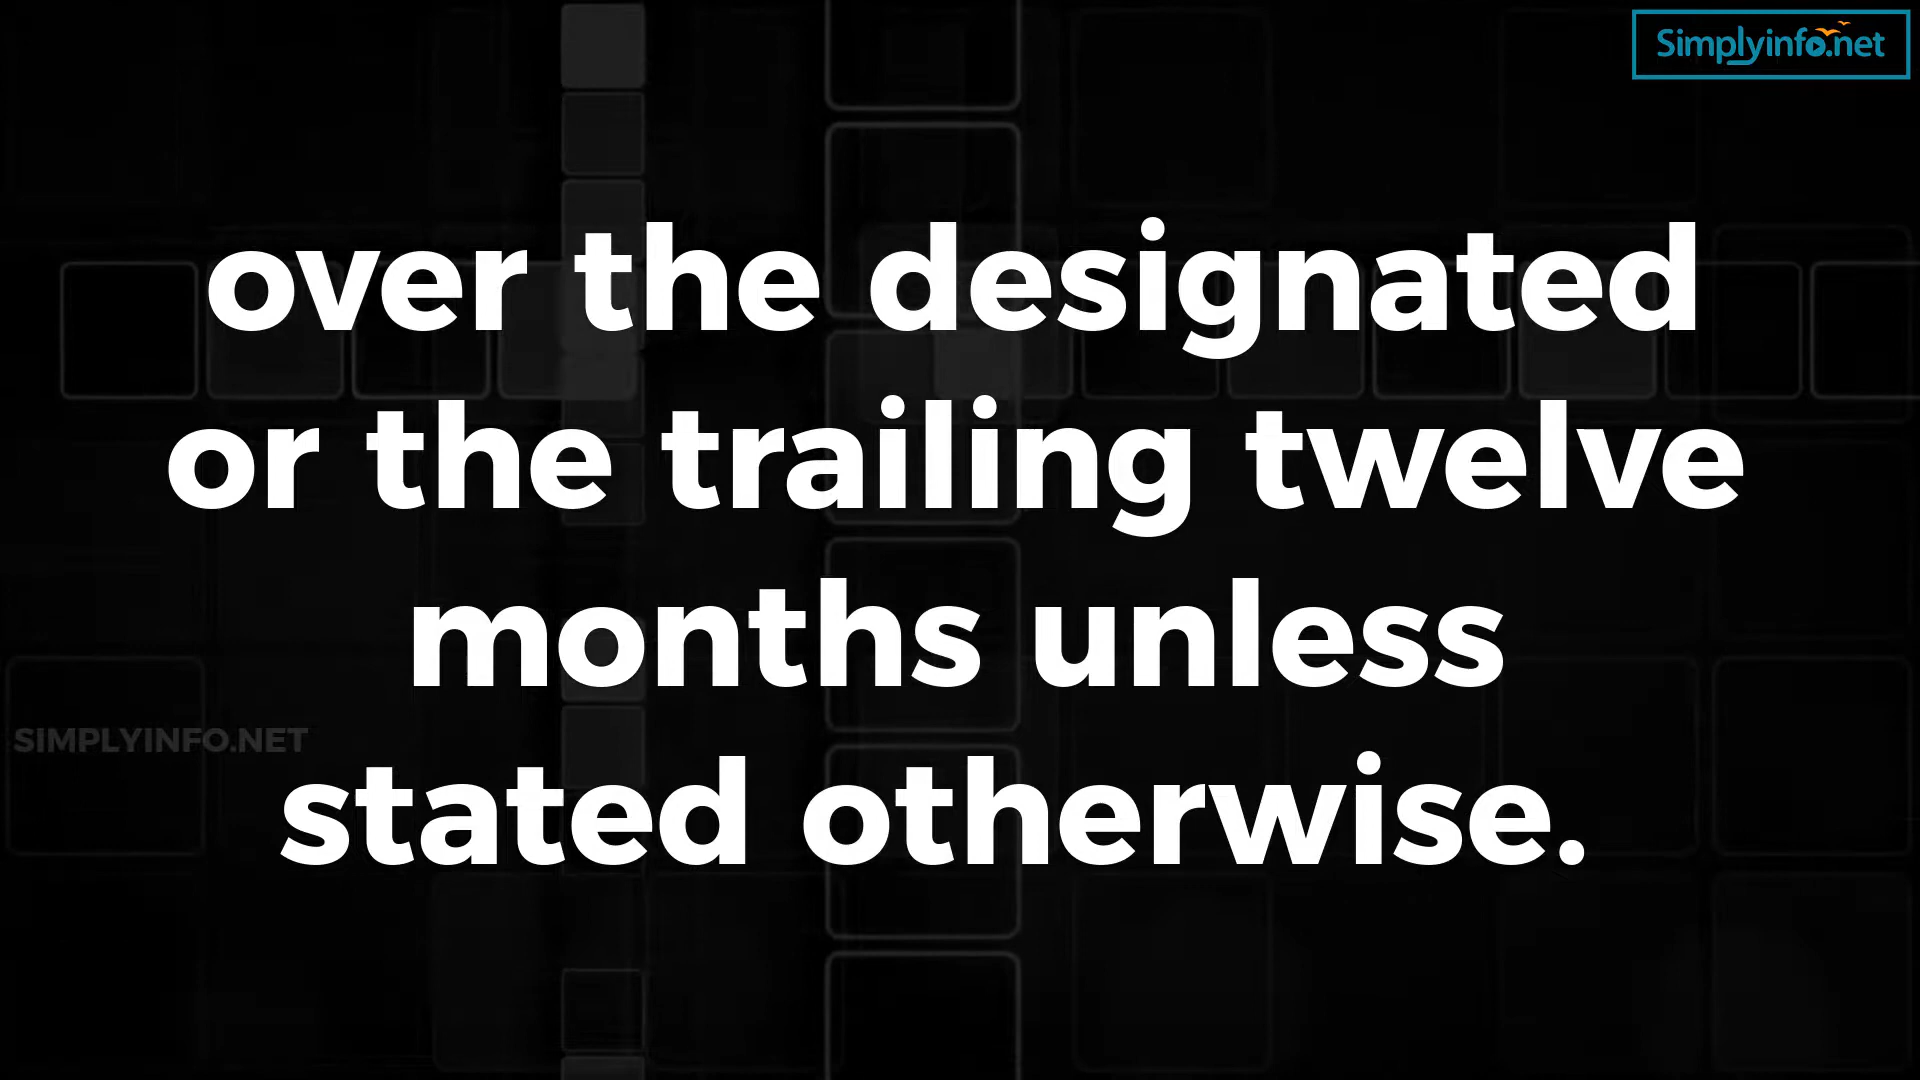 Simplyinfo.net
over the designated
or the trailing twelve
months unless
SIMPLYINFO.NET
stated otherwise.